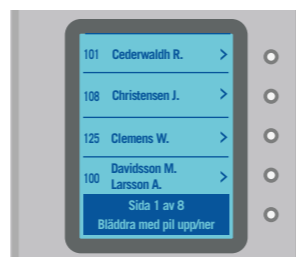 101 Cederwaldh R. >
108 Christensen J. >
125 Clemens W. >
100 Davidsson M.
Larsson A. >
Sida 1 av 8
Bläddra med pil upp/ner